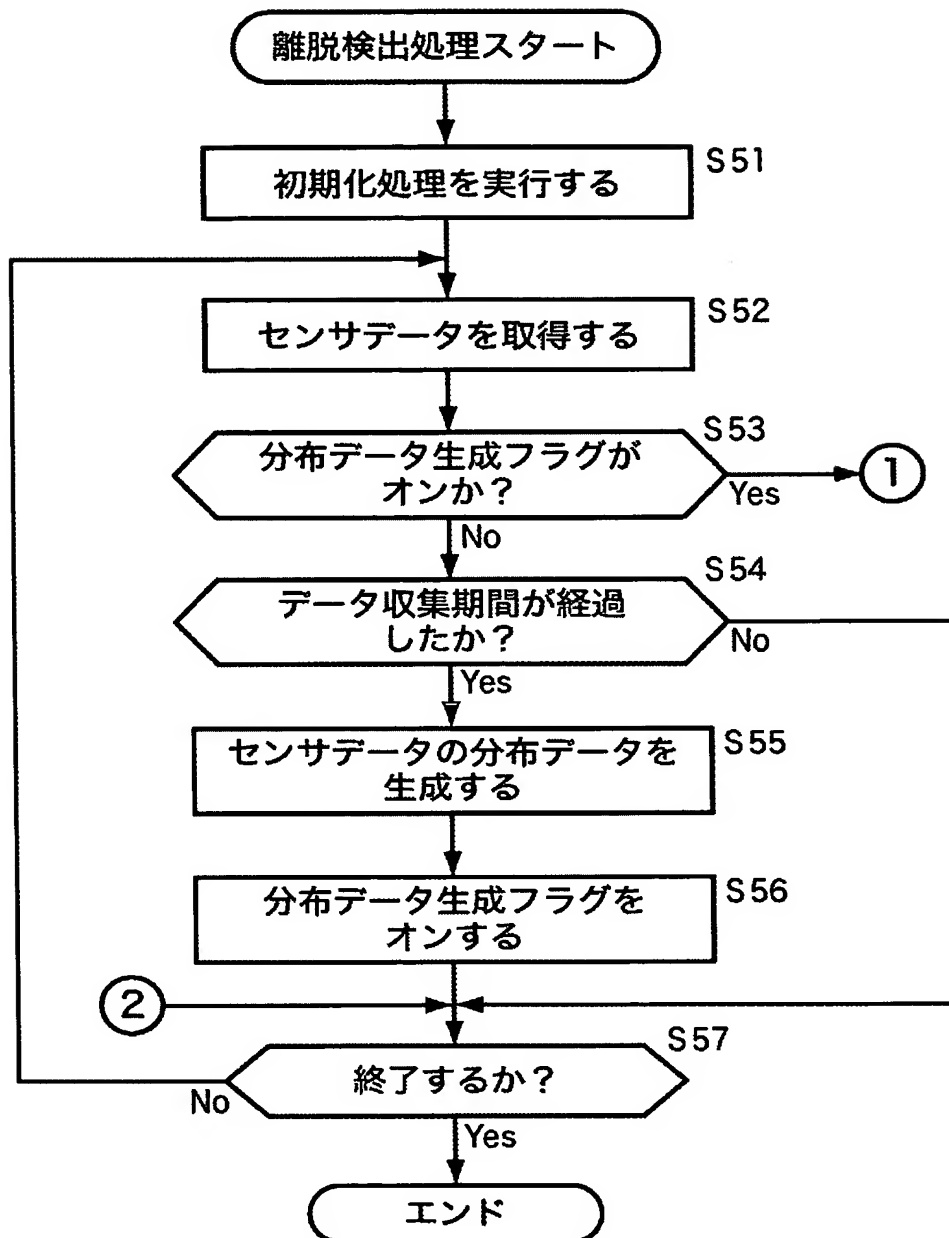 離脱検出処理スタート
S51
初期化処理を実行する
S52
センサデータを取得する
S53
分布データ生成フラグが
オンか？
Yes
1
No
S54
データ収集期間が経過
したか？
No
Yes
S55
センサデータの分布データを
生成する
S56
分布データ生成フラグを
オンする
2
S57
終了するか？
No
Yes
エンド